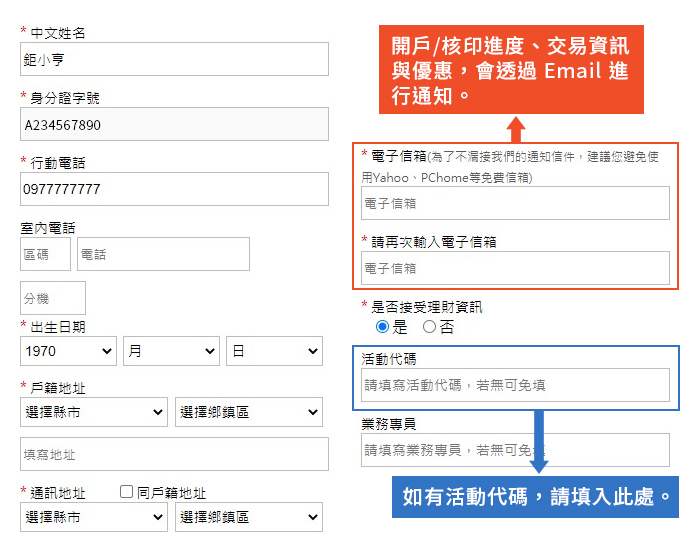 * 中文姓名
鉅小亨
* 身分證字號
A234567890
* 行動電話
0977777777
室內電話
區碼 電話
分機
* 出生日期
1970 月 日
* 戶籍地址
選擇縣市 選擇鄉鎮區
填寫地址
* 通訊地址 同戶籍地址
選擇縣市 選擇鄉鎮區
開戶/核印進度、交易資訊
與優惠，會透過 Email 進
行通知。
* 電子信箱(為了不漏接我們的通知信件，建議您避免使
用Yahoo、PChome等免費信箱)
電子信箱
* 請再次輸入電子信箱
電子信箱
* 是否接受理財資訊
是 否
活動代碼
請填寫活動代碼，若無可免填
業務專員
請填寫業務專員，若無可免填
如有活動代碼，請填入此處。